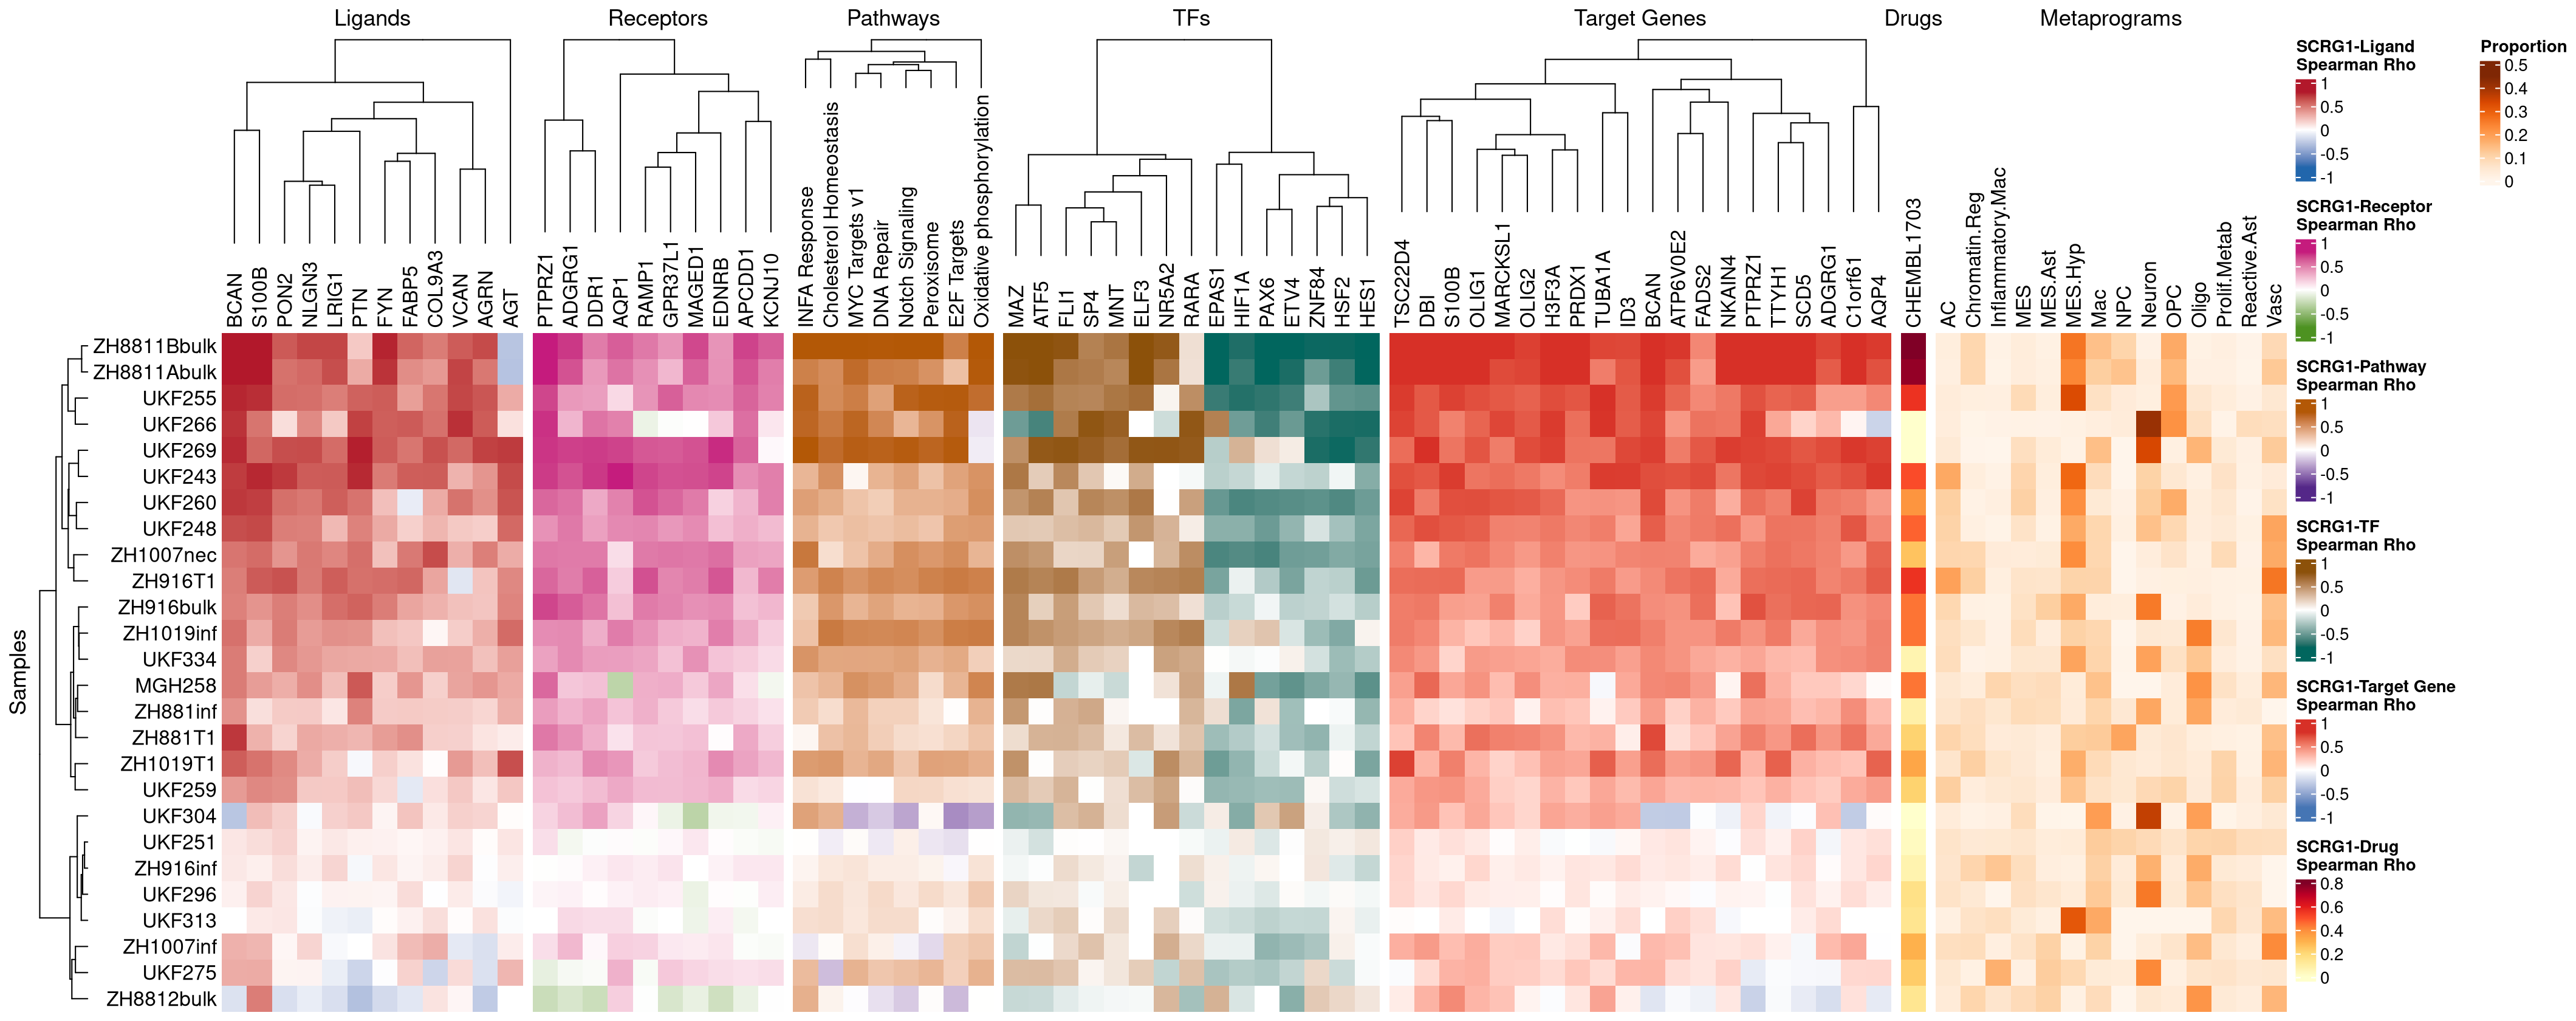 Ligands
Receptors
Pathways
TFs
Target Genes
Drugs
Metaprograms
BCAN
S100B
PON2
NLGN3
LRIG1
PTN
FYN
FABP5
COL9A3
VCAN
AGRN
AGT
PTPRZ1
ADGRG1
DDR1
AQP1
RAMP1
GPR37L1
MAGED1
EDNRB
APCDD1
KCNJ10
INFA Response
Cholesterol Homeostasis
MYC Targets v1
DNA Repair
Notch Signaling
Peroxisome
E2F Targets
Oxidative phosphorylation
MAZ
ATF5
FLI1
SP4
MNT
ELF3
NR5A2
RARA
EPAS1
HIF1A
PAX6
ETV4
ZNF84
HSF2
HES1
TSC22D4
DBI
S100B
OLIG1
MARCKSL1
OLIG2
H3F3A
PRDX1
TUBA1A
ID3
BCAN
ATP6V0E2
FADS2
NKAIN4
PTPRZ1
TTYH1
SCD5
ADGRG1
C1orf61
AQP4
CHEMBL1703
AC
Chromatin.Reg
Inflammatory.Mac
MES
MES.Ast
MES.Hyp
Mac
NPC
Neuron
OPC
Oligo
Prolif.Metab
Reactive.Ast
Vasc
Samples
ZH8811Bbulk
ZH8811Abulk
UKF255
UKF266
UKF269
UKF243
UKF260
UKF248
ZH1007nec
ZH916T1
ZH916bulk
ZH1019inf
UKF334
MGH258
ZH881inf
ZH881T1
ZH1019T1
UKF259
UKF304
UKF251
ZH916inf
UKF296
UKF313
ZH1007inf
UKF275
ZH8812bulk
SCRG1-Ligand
Spearman Rho
1
0.5
0
-0.5
-1
SCRG1-Receptor
Spearman Rho
1
0.5
0
-0.5
-1
SCRG1-Pathway
Spearman Rho
1
0.5
0
-0.5
-1
SCRG1-TF
Spearman Rho
1
0.5
0
-0.5
-1
SCRG1-Target Gene
Spearman Rho
1
0.5
0
-0.5
-1
SCRG1-Drug
Spearman Rho
0.8
0.6
0.4
0.2
0
Proportion
0.5
0.4
0.3
0.2
0.1
0